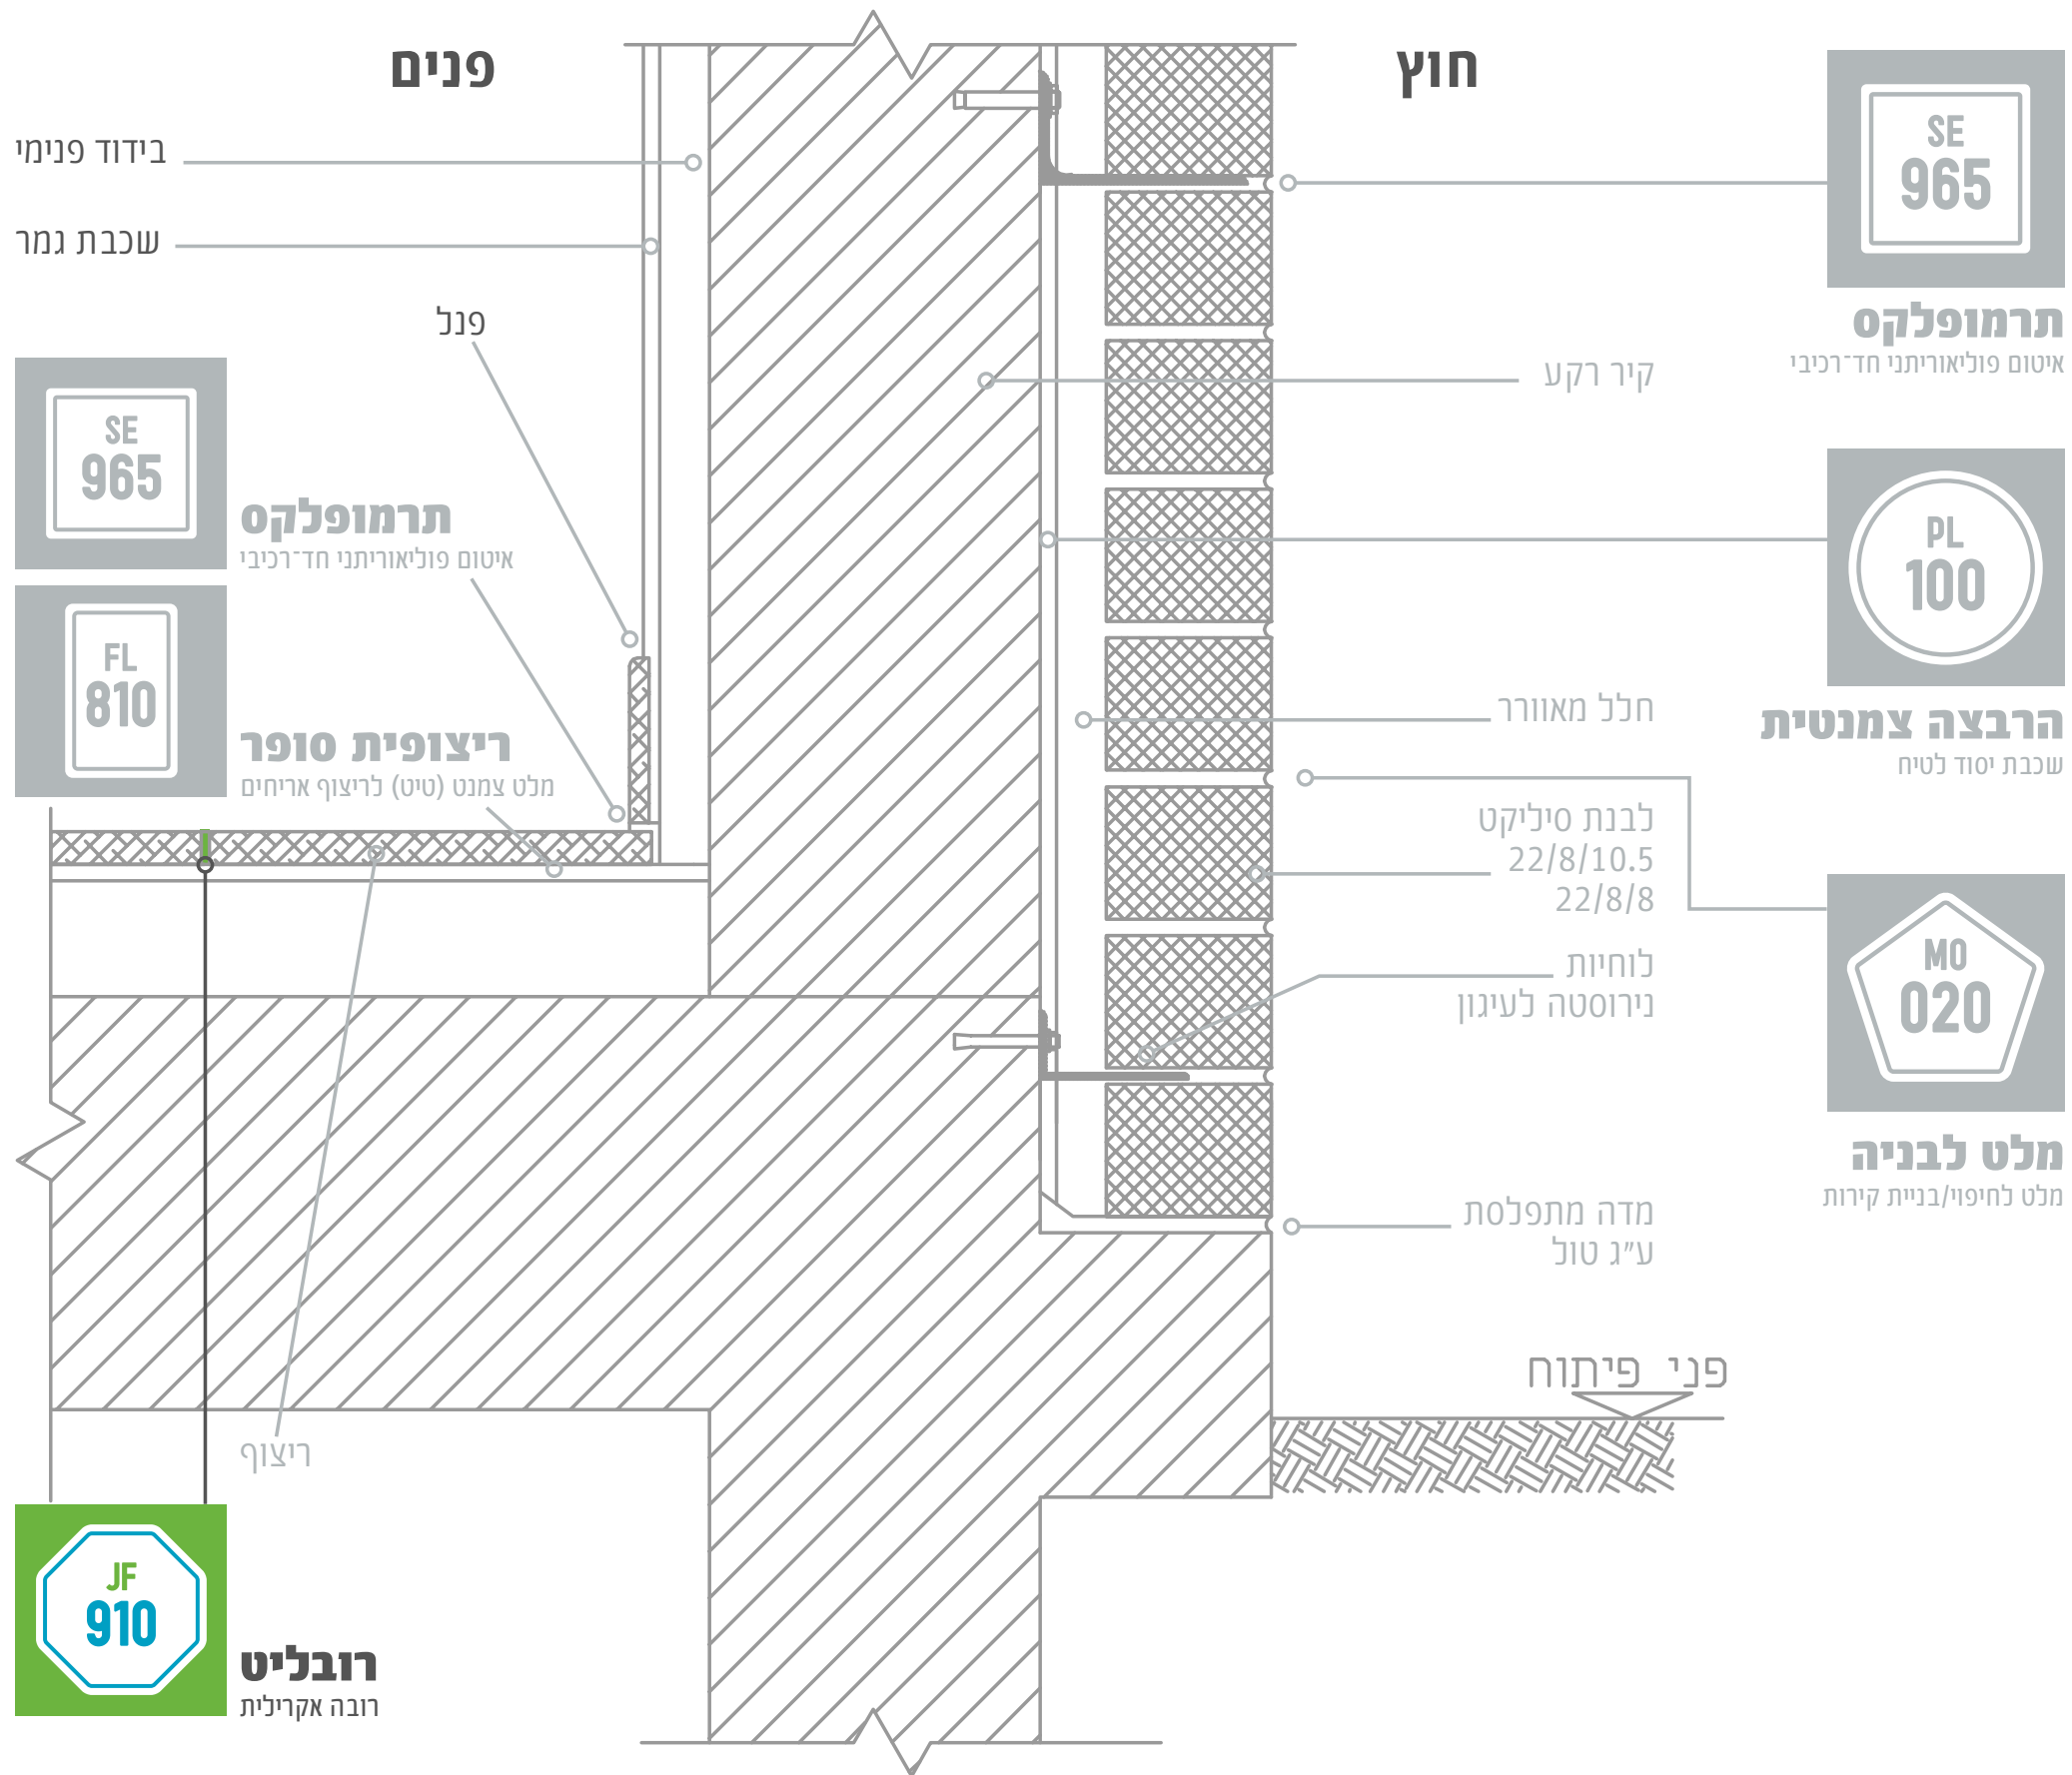 פנים
חוץ
SE
965
תרמופלקס
איטום פוליאוריתני חד־רכיבי
בידוד פנימי
שכבת גמר
פנל
קיר רקע
SE
965
תרמופלקס
איטום פוליאוריתני חד־רכיבי
PL
100
הרבצה צמנטית
שכבת יסוד לטיח
FL
810
ריצופית סופר
מלט צמנט (טיט) לריצוף אריחים
חלל מאוורר
לבנת סיליקט
22/8/10.5
22/8/8
MO
020
מלט לבניה
מלט לחיפוי/בניית קירות
לוחיות
נירוסטה לעיגון
מדה מתפלסת
ע״ג טול
פני פיתוח
ריצוף
JF
910
רובליט
רובה אקרילית